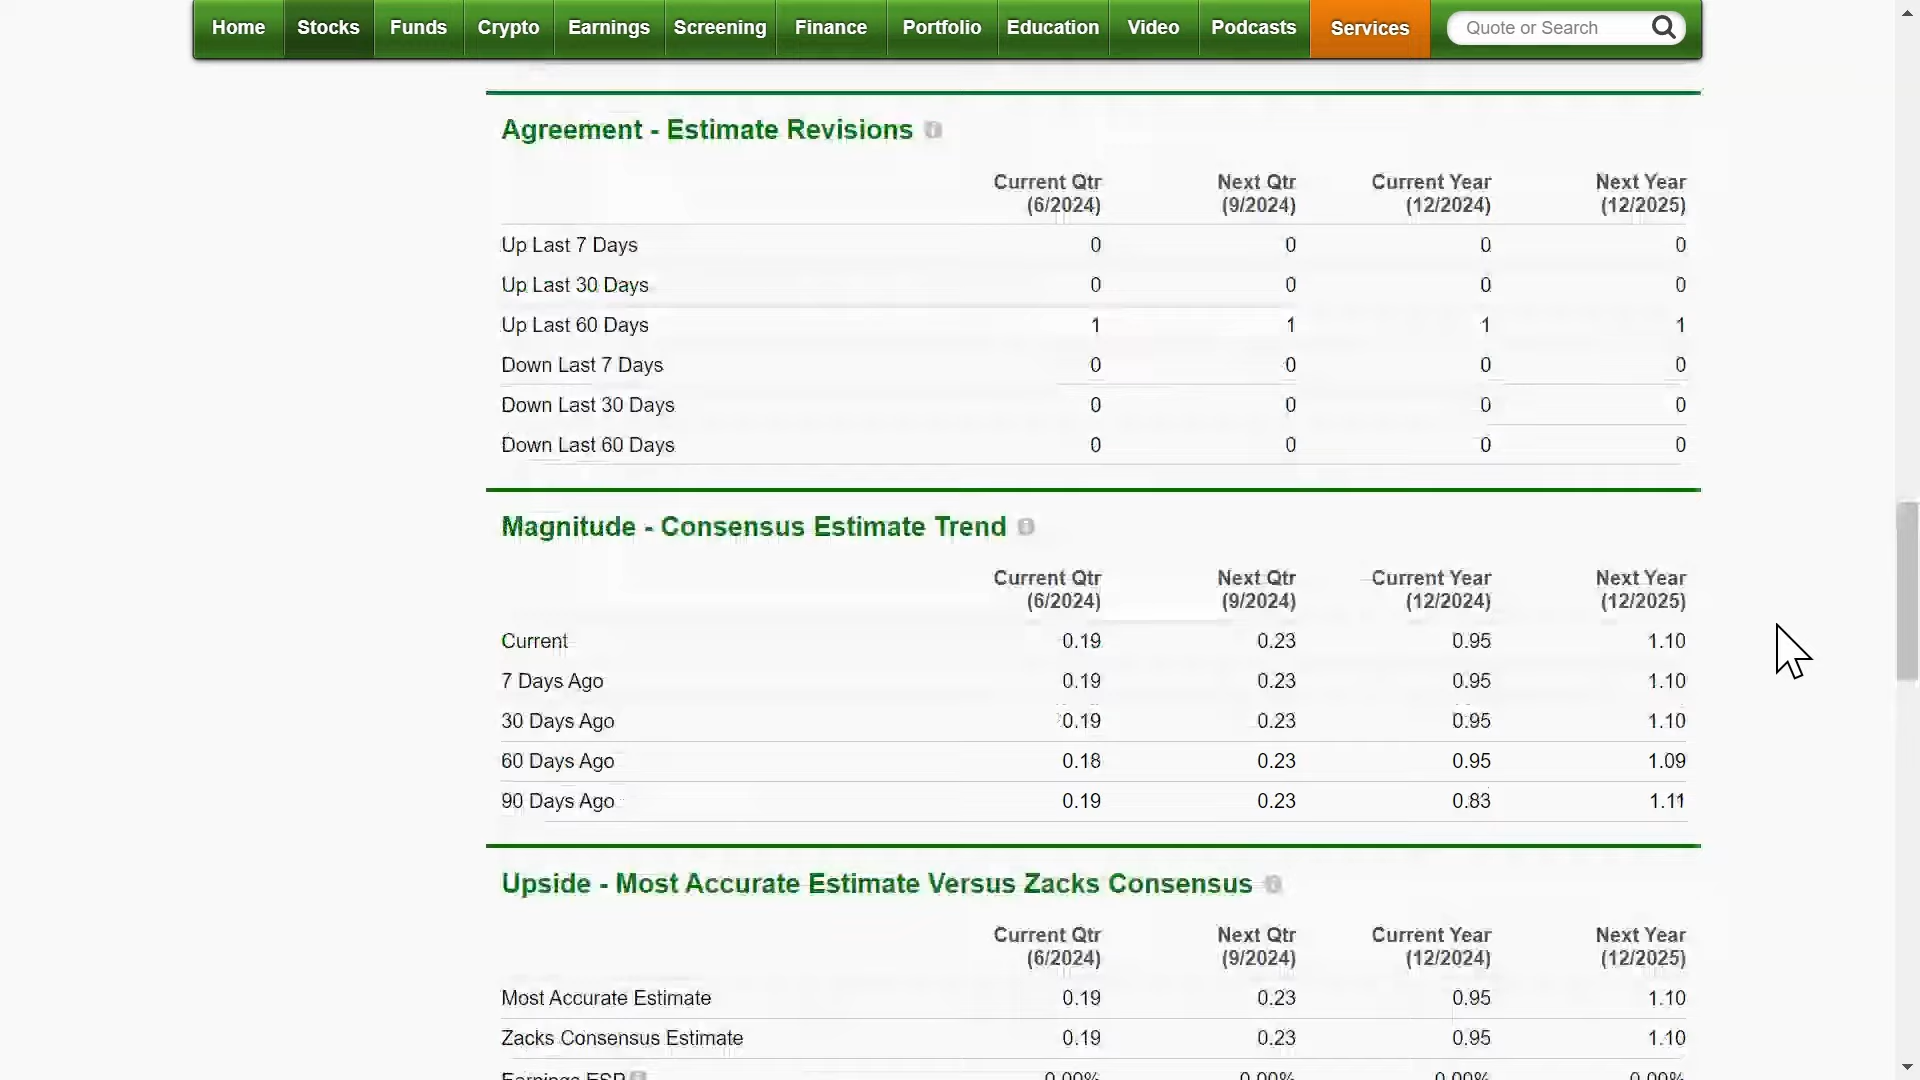 Home Stocks Funds Crypto Earnings Screening Finance Portfolio Education Video Podcasts Services Quote or Search
Agreement - Estimate Revisions
Current Qtr Next Qtr Current Year Next Year
(6/2024) (9/2024) (12/2024) (12/2025)
Up Last 7 Days 0 0 0 0
Up Last 30 Days 0 0 0 0
Up Last 60 Days 1 1 1 1
Down Last 7 Days 0 0 0 0
Down Last 30 Days 0 0 0 0
Down Last 60 Days 0 0 0 0
Magnitude - Consensus Estimate Trend
Current Qtr Next Qtr Current Year Next Year
(6/2024) (9/2024) (12/2024) (12/2025)
Current 0.19 0.23 0.95 1.10
7 Days Ago 0.19 0.23 0.95 1.10
30 Days Ago 0.19 0.23 0.95 1.10
60 Days Ago 0.18 0.23 0.95 1.09
90 Days Ago 0.19 0.23 0.83 1.11
Upside - Most Accurate Estimate Versus Zacks Consensus
Current Qtr Next Qtr Current Year Next Year
(6/2024) (9/2024) (12/2024) (12/2025)
Most Accurate Estimate 0.19 0.23 0.95 1.10
Zacks Consensus Estimate 0.19 0.23 0.95 1.10
Earnings ESP 0.00% 0.00% 0.00% 0.00%